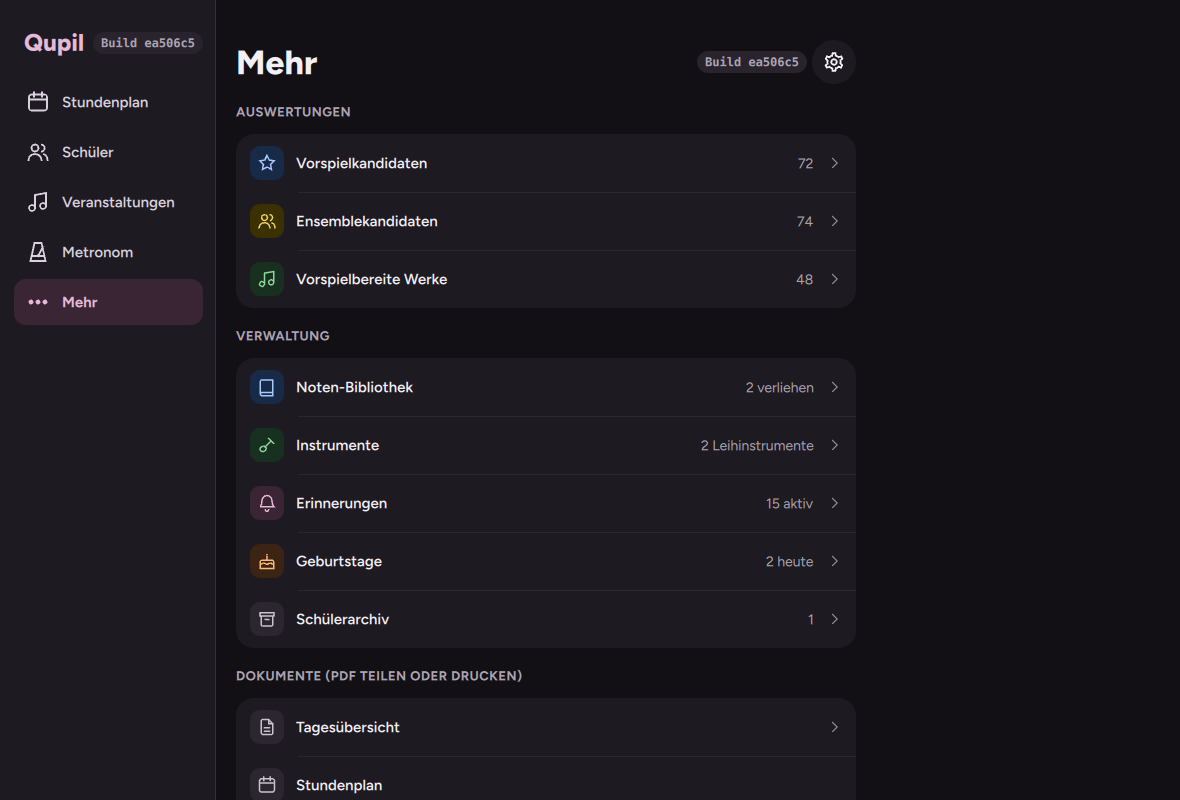 Qupil Build ea506c5
Stundenplan
Schüler
Veranstaltungen
Metronom
Mehr
Mehr Build ea506c5
AUSWERTUNGEN
Vorspielkandidaten 72
Ensemblekandidaten 74
Vorspielbereite Werke 48
VERWALTUNG
Noten-Bibliothek 2 verliehen
Instrumente 2 Leihinstrumente
Erinnerungen 15 aktiv
Geburtstage 2 heute
Schülerarchiv 1
DOKUMENTE (PDF TEILEN ODER DRUCKEN)
Tagesübersicht
Stundenplan